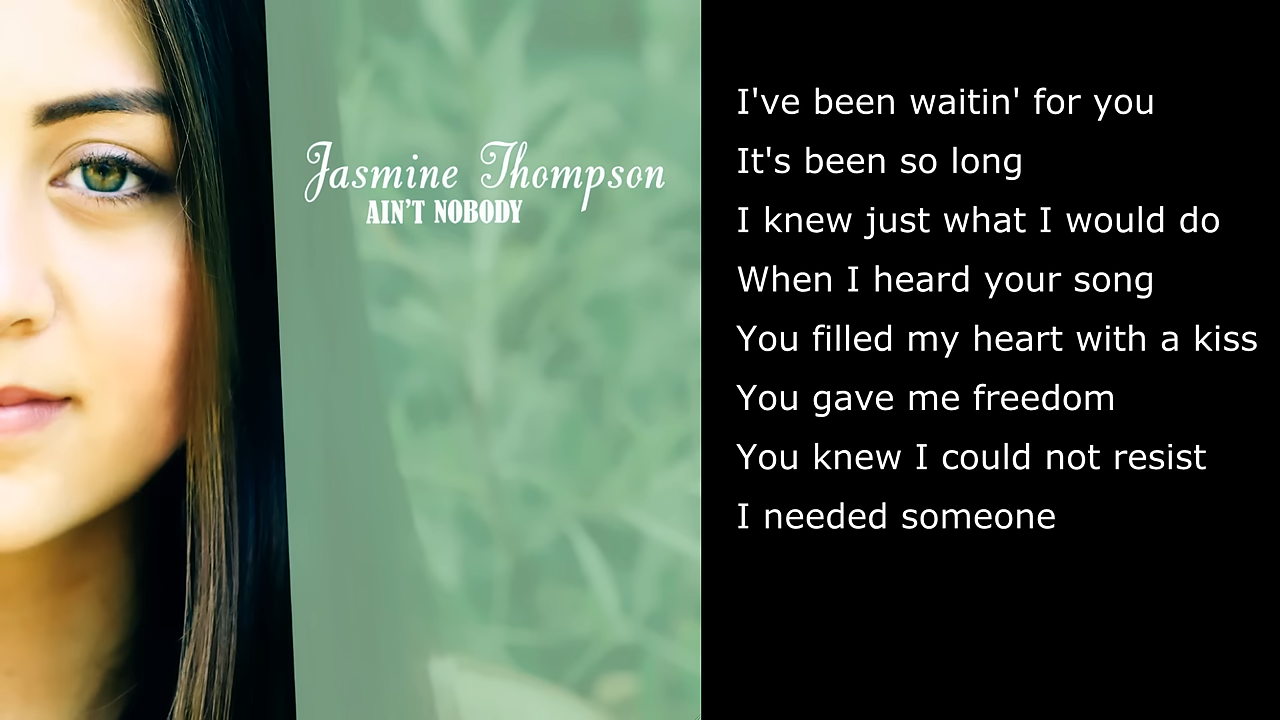 Jasmine Thompson
AIN'T NOBODY
I've been waitin' for you
It's been so long
I knew just what I would do
When I heard your song
You filled my heart with a kiss
You gave me freedom
You knew I could not resist
I needed someone